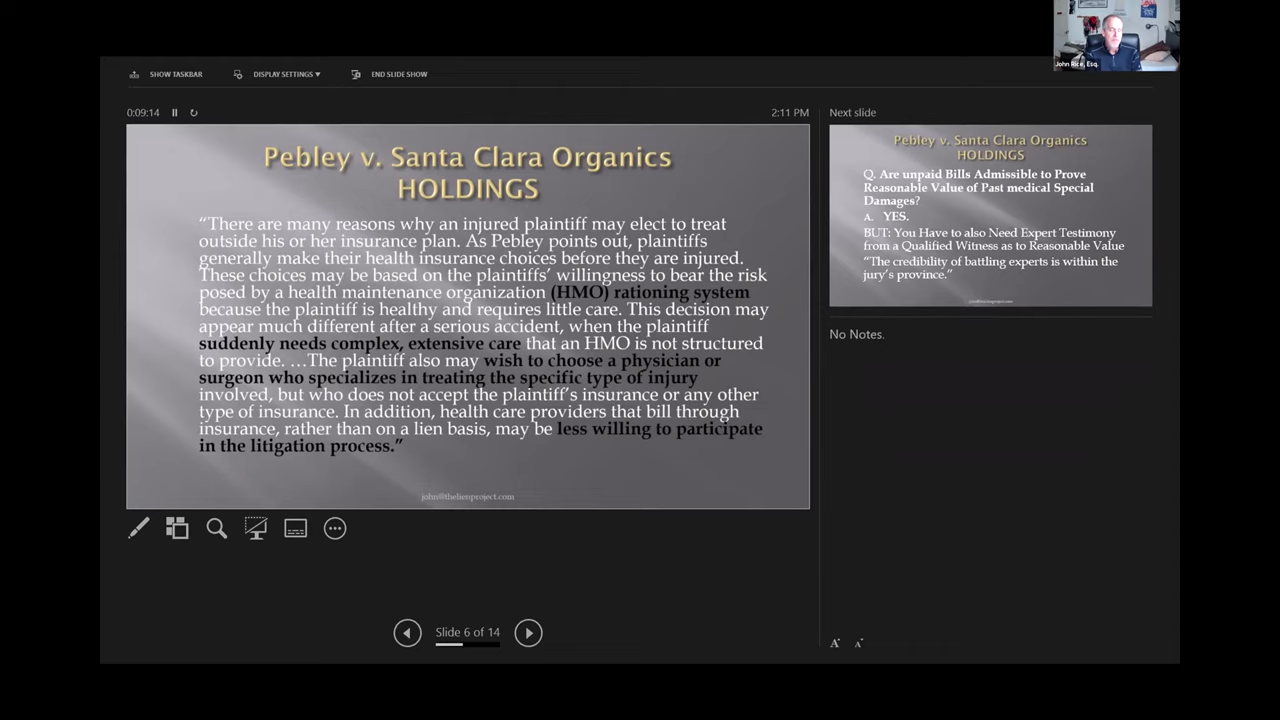 John Rice, Esq.
SHOW TASKBAR
DISPLAY SETTINGS ▼
END SLIDE SHOW
0:09:14
2:11 PM
Next slide
Pebley v. Santa Clara Organics
HOLDINGS
“There are many reasons why an injured plaintiff may elect to treat
outside his or her insurance plan. As Pebley points out, plaintiffs
generally make their health insurance choices before they are injured.
These choices may be based on the plaintiffs’ willingness to bear the risk
posed by a health maintenance organization (HMO) rationing system
because the plaintiff is healthy and requires little care. This decision may
appear much different after a serious accident, when the plaintiff
suddenly needs complex, extensive care that an HMO is not structured
to provide. …The plaintiff also may wish to choose a physician or
surgeon who specializes in treating the specific type of injury
involved, but who does not accept the plaintiff’s insurance or any other
type of insurance. In addition, health care providers that bill through
insurance, rather than on a lien basis, may be less willing to participate
in the litigation process.”
john@thelienproject.com
Pebley v. Santa Clara Organics
HOLDINGS
Q. Are unpaid Bills Admissible to Prove
Reasonable Value of Past medical Special
Damages?
A. YES.
BUT: You Have to also Need Expert Testimony
from a Qualified Witness as to Reasonable Value
“The credibility of battling experts is within the
jury’s province.”
john@thelienproject.com
No Notes.
Slide 6 of 14
A A